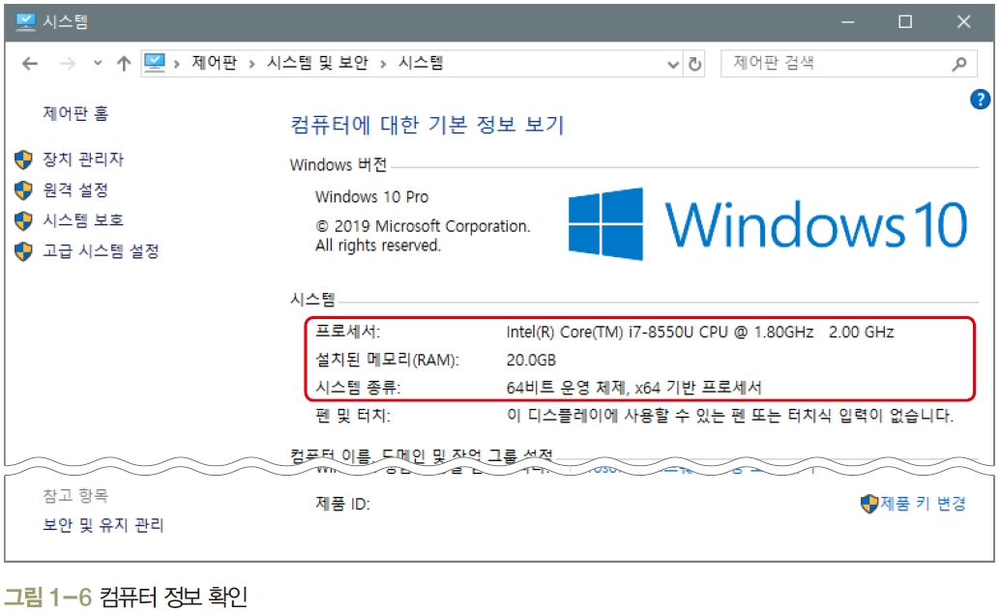 시스템
제어판 > 시스템 및 보안 > 시스템
제어판 검색
제어판 홈
장치 관리자
원격 설정
시스템 보호
고급 시스템 설정
컴퓨터에 대한 기본 정보 보기
Windows 버전
Windows 10 Pro
© 2019 Microsoft Corporation.
All rights reserved.
Windows 10
시스템
프로세서: Intel(R) Core(TM) i7-8550U CPU @ 1.80GHz 2.00 GHz
설치된 메모리(RAM): 20.0GB
시스템 종류: 64비트 운영 체제, x64 기반 프로세서
펜 및 터치: 이 디스플레이에 사용할 수 있는 펜 또는 터치식 입력이 없습니다.
컴퓨터 이름, 도메인 및 작업 그룹 설정
참고 항목
보안 및 유지 관리
제품 ID:
제품 키 변경
그림 1-6 컴퓨터 정보 확인